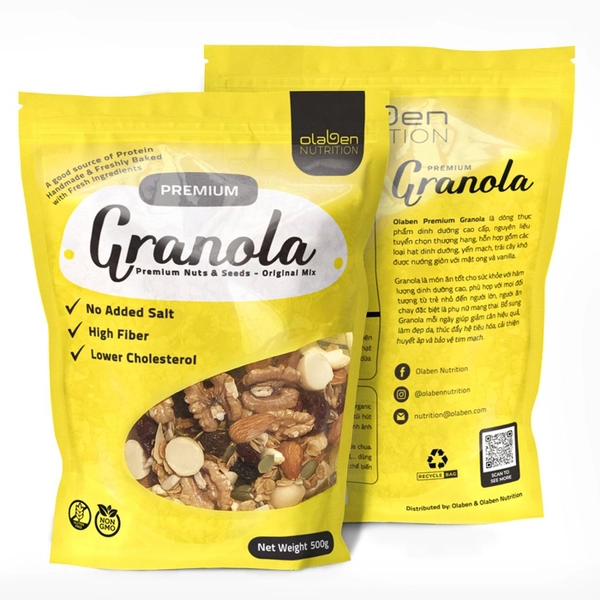 olaben
NUTRITION
A good source of Protein
Handmade & Freshly Baked
with Fresh Ingredients
PREMIUM
Granola
Premium Nuts & Seeds - Original Mix
No Added Salt
High Fiber
Lower Cholesterol
NON
GMO
Net Weight 500g
ben
ITION
PREMIUM
Granola
Olaben Premium Granola là dòng thực
phẩm dinh dưỡng cao cấp, nguyên liệu
tuyển chọn thượng hạng, hỗn hợp gồm các
loại hạt dinh dưỡng, yến mạch, trái cây khô
được nướng giòn với mật ong và vanilla.
Granola là món ăn tốt cho sức khỏe với hàm
lượng dinh dưỡng cao, phù hợp với mọi đối
tượng từ trẻ nhỏ đến người lớn, người ăn
chay đặc biệt là phụ nữ mang thai. Bổ sung
Granola mỗi ngày giúp giảm cân hiệu quả,
làm đẹp da, thúc đẩy hệ tiêu hóa, cải thiện
huyết áp và bảo vệ tim mạch.
Olaben Nutrition
@olabennutrition
nutrition@olaben.com
RECYCLE BAG
SCAN TO
SEE MORE
Distributed by: Olaben & Olaben Nutrition
organic
chua.
dùng
chế biến